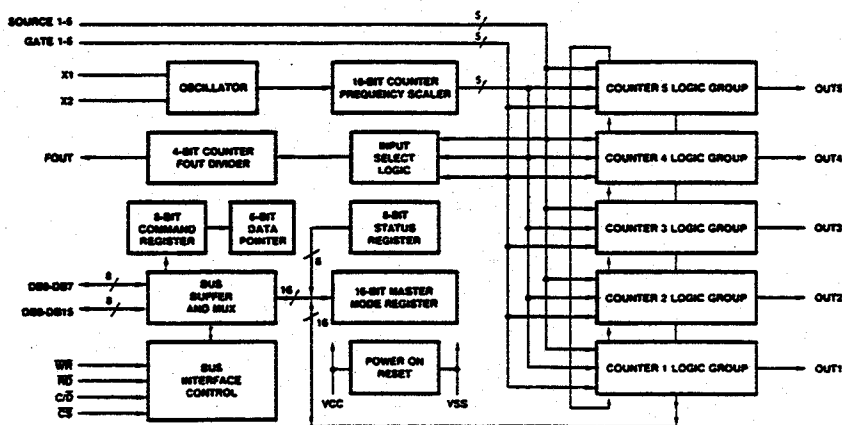 SOURCE 1-5
5
GATE 1-5
5
X1
X2
OSCILLATOR
16-BIT COUNTER
FREQUENCY SCALER
5
COUNTER 5 LOGIC GROUP
OUT5
FOUT
4-BIT COUNTER
FOUT DIVIDER
INPUT
SELECT
LOGIC
COUNTER 4 LOGIC GROUP
OUT4
8-BIT
COMMAND
REGISTER
6-BIT
DATA
POINTER
8-BIT
STATUS
REGISTER
COUNTER 3 LOGIC GROUP
OUT3
8
DB0-DB7
8
DB8-DB15
8
BUS
BUFFER
AND MUX
16
16-BIT MASTER
MODE REGISTER
16
COUNTER 2 LOGIC GROUP
OUT2
W̅R̅
R̅D̅
C/D̅
C̅S̅
BUS
INTERFACE
CONTROL
POWER ON
RESET
VCC
VSS
COUNTER 1 LOGIC GROUP
OUT1